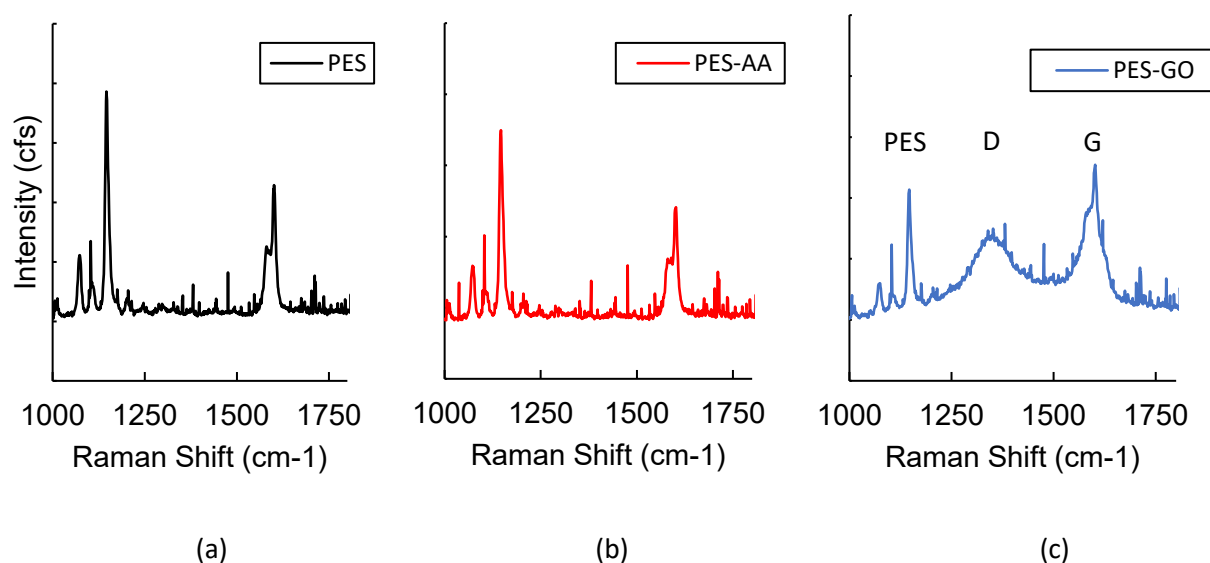 PES
Intensity (cfs)
1000 1250 1500 1750
Raman Shift (cm-1)
(a)
PES-AA
1000 1250 1500 1750
Raman Shift (cm-1)
(b)
PES-GO
PES D G
1000 1250 1500 1750
Raman Shift (cm-1)
(c)